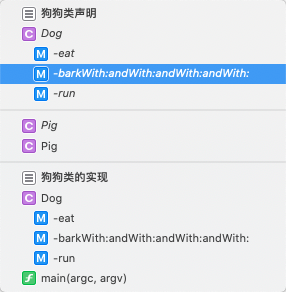 狗狗类声明
C Dog
M -eat
M -barkWith:andWith:andWith:andWith:
M -run
C Pig
C Pig
狗狗类的实现
C Dog
M -eat
M -barkWith:andWith:andWith:andWith:
M -run
f main(argc, argv)